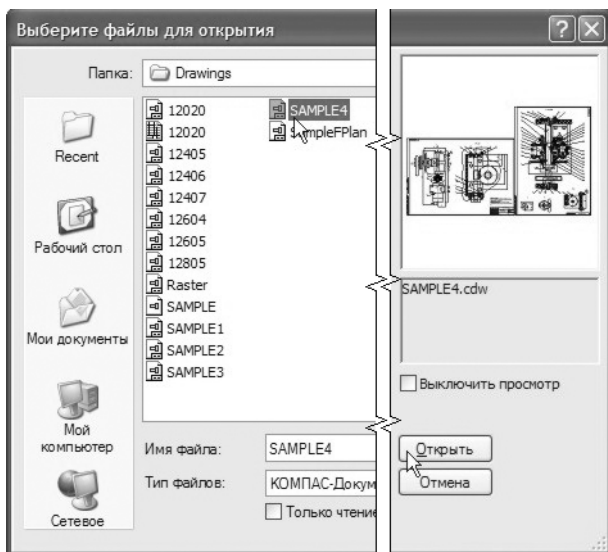 Выберите файлы для открытия
Папка: Drawings
Recent
Рабочий стол
Мои документы
Мой
компьютер
Сетевое
12020
12020
12405
12406
12407
12604
12605
12805
Raster
SAMPLE
SAMPLE1
SAMPLE2
SAMPLE3
SAMPLE4
SampleFPlan
SAMPLE4.cdw
Выключить просмотр
Имя файла: SAMPLE4
Открыть
Тип файлов: КОМПАС-Докум
Отмена
Только чтение